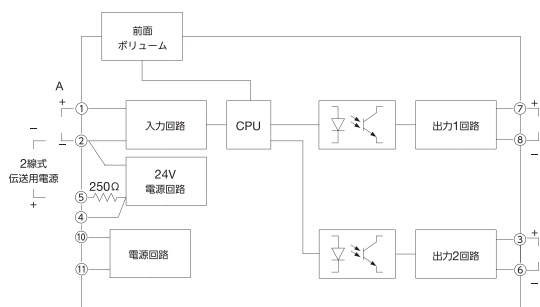 前面
ボリューム
A
+
①
入力回路
CPU
出力1回路
⑦
+
⑧
−
−
②
−
2線式
伝送用電源
24V
電源回路
250Ω
⑤
+
④
⑩
電源回路
⑪
出力2回路
③
+
⑥
−